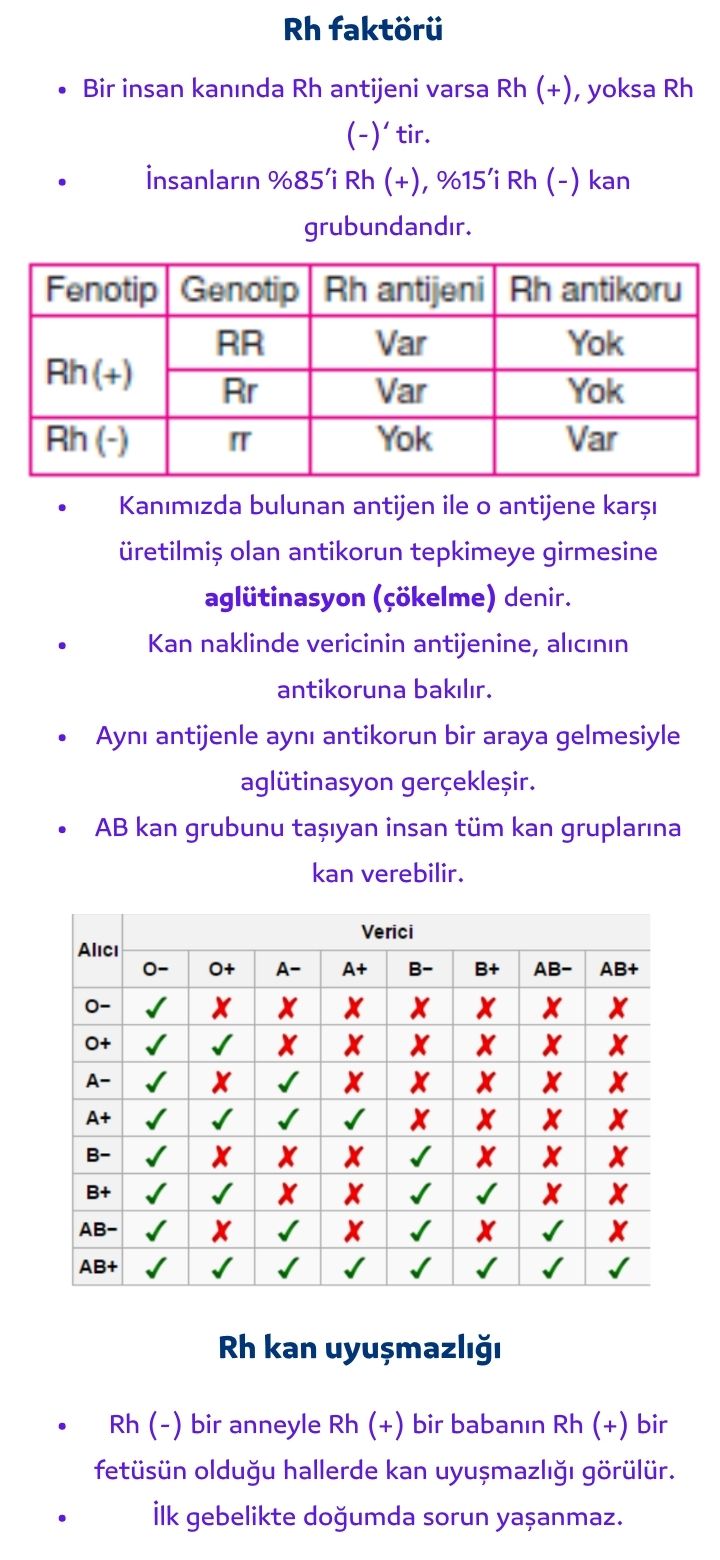 Rh faktörü
• Bir insan kanında Rh antijeni varsa Rh (+), yoksa Rh
(-)‘ tir.
• İnsanların %85’i Rh (+), %15’i Rh (-) kan
grubundandır.
Fenotip Genotip Rh antijeni Rh antikoru
Rh (+) RR Var Yok
Rr Var Yok
Rh (-) rr Yok Var
• Kanımızda bulunan antijen ile o antijene karşı
üretilmiş olan antikorun tepkimeye girmesine
aglütinasyon (çökelme) denir.
• Kan naklinde vericinin antijenine, alıcının
antikoruna bakılır.
• Aynı antijenle aynı antikorun bir araya gelmesiyle
aglütinasyon gerçekleşir.
• AB kan grubunu taşıyan insan tüm kan gruplarına
kan verebilir.
Alıcı Verici
O− O+ A− A+ B− B+ AB− AB+
O− ✓ ✗ ✗ ✗ ✗ ✗ ✗ ✗
O+ ✓ ✓ ✗ ✗ ✗ ✗ ✗ ✗
A− ✓ ✗ ✓ ✗ ✗ ✗ ✗ ✗
A+ ✓ ✓ ✓ ✓ ✗ ✗ ✗ ✗
B− ✓ ✗ ✗ ✗ ✓ ✗ ✗ ✗
B+ ✓ ✓ ✗ ✗ ✓ ✓ ✗ ✗
AB− ✓ ✗ ✓ ✗ ✓ ✗ ✓ ✗
AB+ ✓ ✓ ✓ ✓ ✓ ✓ ✓ ✓
Rh kan uyuşmazlığı
• Rh (-) bir anneyle Rh (+) bir babanın Rh (+) bir
fetüsün olduğu hallerde kan uyuşmazlığı görülür.
• İlk gebelikte doğumda sorun yaşanmaz.